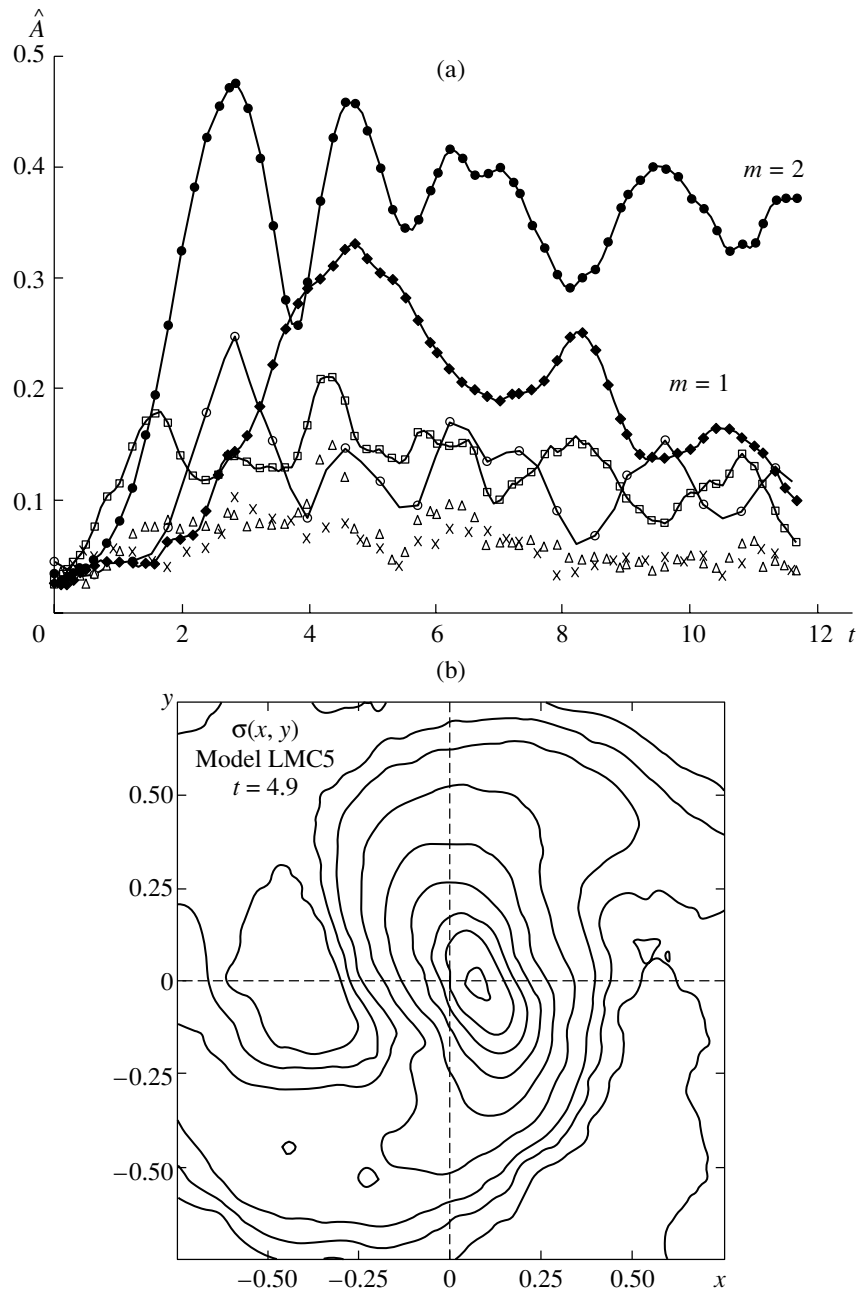 Â
(a)
0.5
0.4
0.3
0.2
0.1
m = 2
m = 1
0 2 4 6 8 10 12 t
(b)
y
σ(x, y)
Model LMC5
t = 4.9
0.50
0.25
0
−0.25
−0.50
−0.50 −0.25 0 0.25 0.50 x